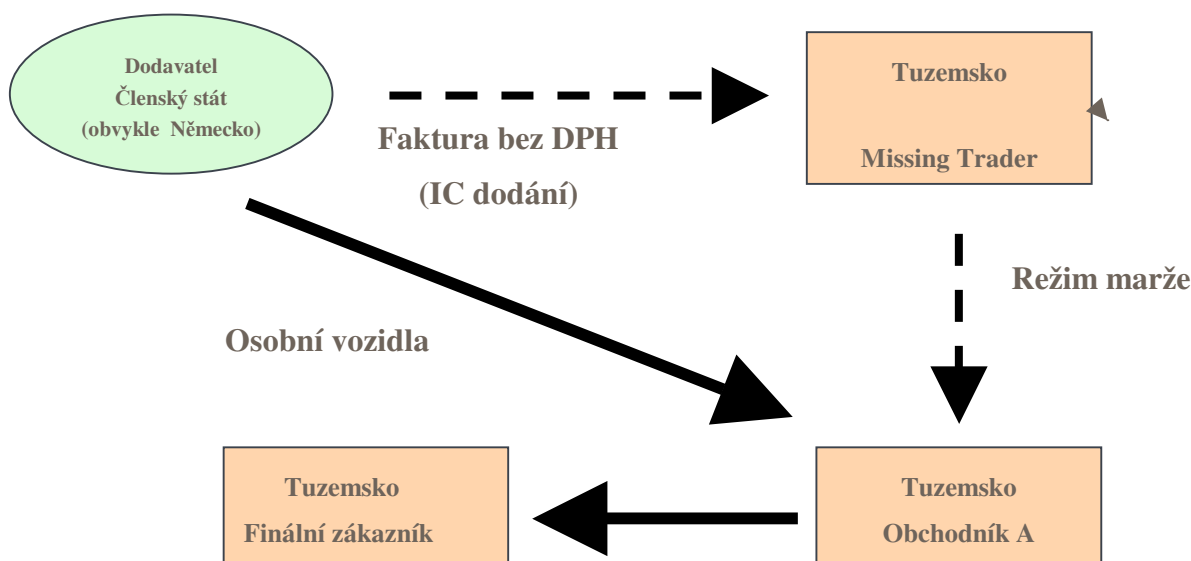 Dodavatel
Členský stát
(obvykle Německo)
Faktura bez DPH
(IC dodání)
Tuzemsko
Missing Trader
Režim marže
Osobní vozidla
Tuzemsko
Finální zákazník
Tuzemsko
Obchodník A